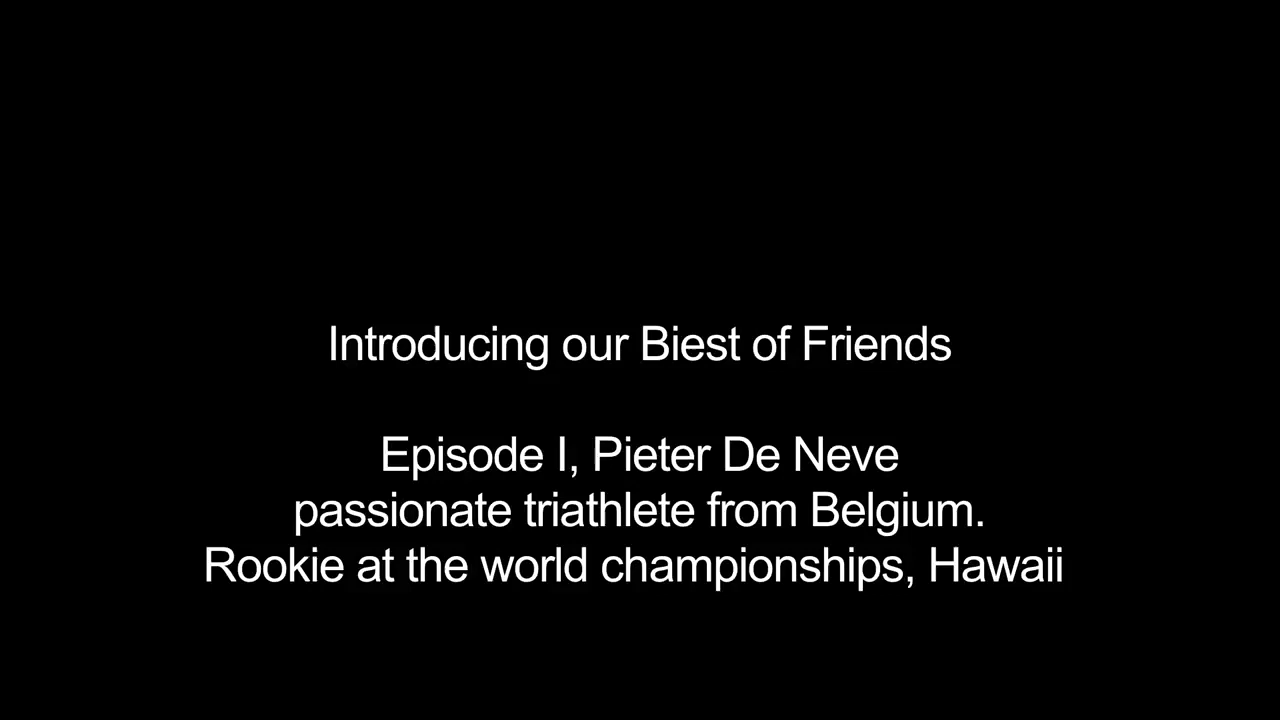 Introducing our Biest of Friends
Episode I, Pieter De Neve
passionate triathlete from Belgium.
Rookie at the world championships, Hawaii